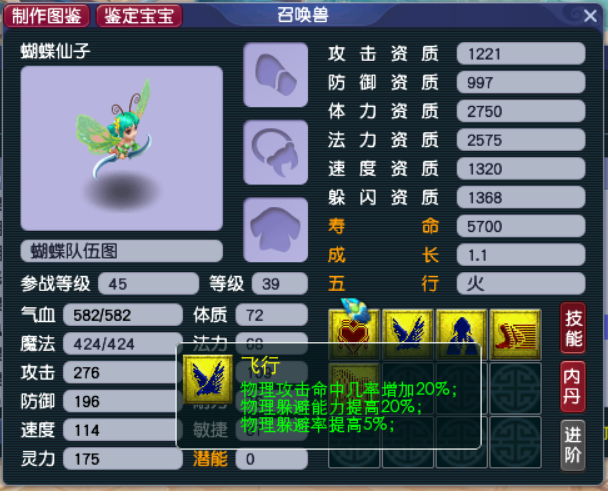 制作图鉴 鉴定宝宝 召唤兽
蝴蝶仙子
蝴蝶队伍图
参战等级 45 等级 39
气血 582/582 体质 72
魔法 424/424 法力
攻击 276
防御 196
速度 114 敏捷
灵力 175 潜能 0
攻击资质 1221
防御资质 997
体力资质 2750
法力资质 2575
速度资质 1320
躲闪资质 1368
寿命 5700
成长 1.1
五行 火
技能
内丹
进阶
飞行
物理攻击命中几率增加20%;
物理躲避能力提高20%;
物理躲避率提高5%;